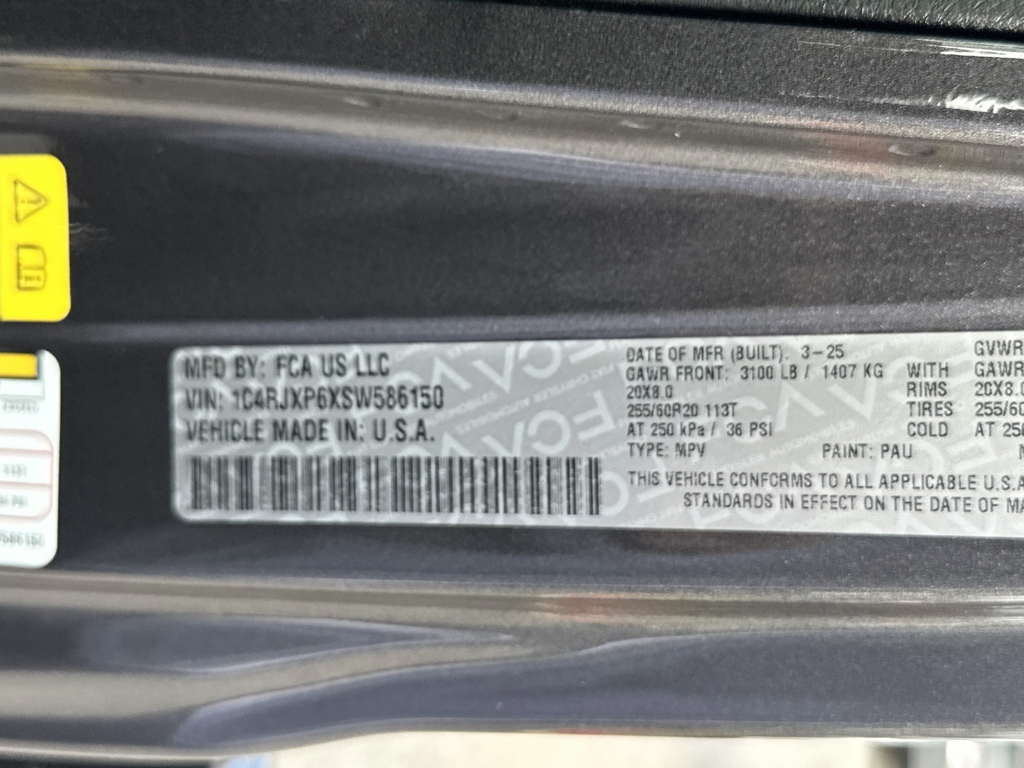 MFD BY: FCA US LLC
VIN: 1C4RJXP6XSW586150
VEHICLE MADE IN: U.S.A.
DATE OF MFR (BUILT): 3-25
GAWR FRONT: 3100 LB / 1407 KG WITH
20X8.0 RIMS
255/60R20 113T TIRES
AT 250 kPa / 36 PSI COLD
TYPE: MPV PAINT: PAU
THIS VEHICLE CONFORMS TO ALL APPLICABLE U.S.A
STANDARDS IN EFFECT ON THE DATE OF MA
GVWR
GAWR
20X8.0
255/60
AT 250